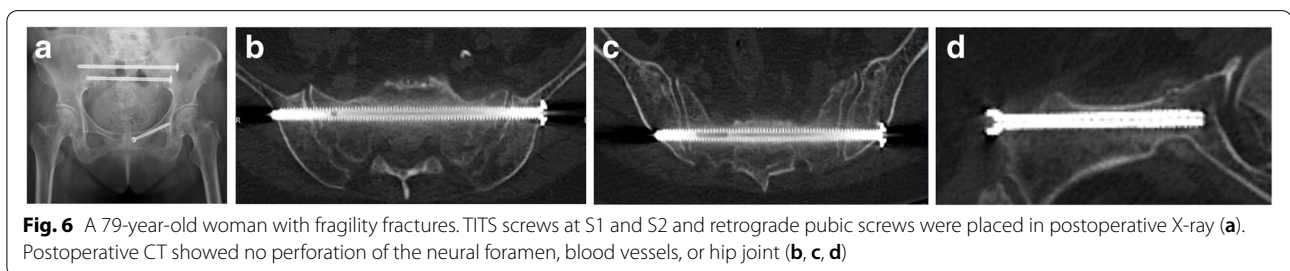 a
b
c
d
R
Fig. 6 A 79-year-old woman with fragility fractures. TITS screws at S1 and S2 and retrograde pubic screws were placed in postoperative X-ray (a).
Postoperative CT showed no perforation of the neural foramen, blood vessels, or hip joint (b, c, d)